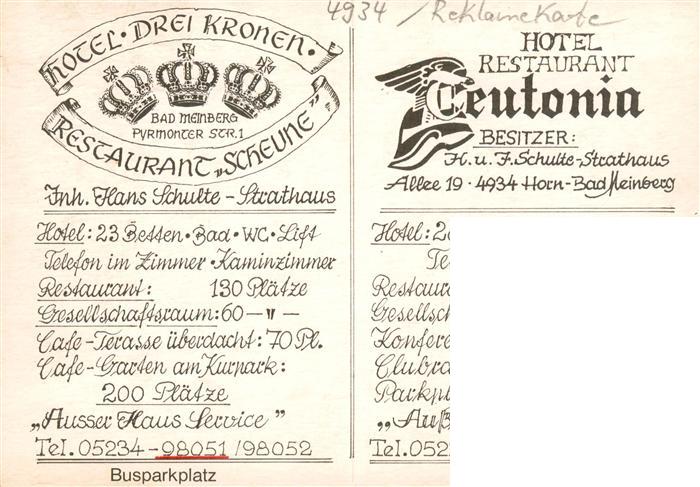 4934 / Reklamekarte
HOTEL · DREI KRONEN ·
BAD MEINBERG
PYRMONTER STR. 1
RESTAURANT „SCHEUNE"
Inh. Hans Schulte - Strathaus
Hotel: 23 Betten · Bad · WC · Lift
Telefon im Zimmer · Kaminzimmer
Restaurant: 130 Plätze
Gesellschaftsraum: 60 — " —
Cafe-Terasse überdacht: 70 Pl.
Cafe-Garten am Kurpark:
200 Plätze
„Ausser Haus Service"
Tel. 05234 - 98051 / 98052
Busparkplatz
HOTEL
RESTAURANT
Teutonia
BESITZER:
H. u. F. Schulte-Strathaus
Allee 19 · 4934 Horn-Bad Meinberg
Hotel: 2
Te
Restaur
Gesellsch
Konfere
Clubra
Parkpl
„Auß
Tel. 052